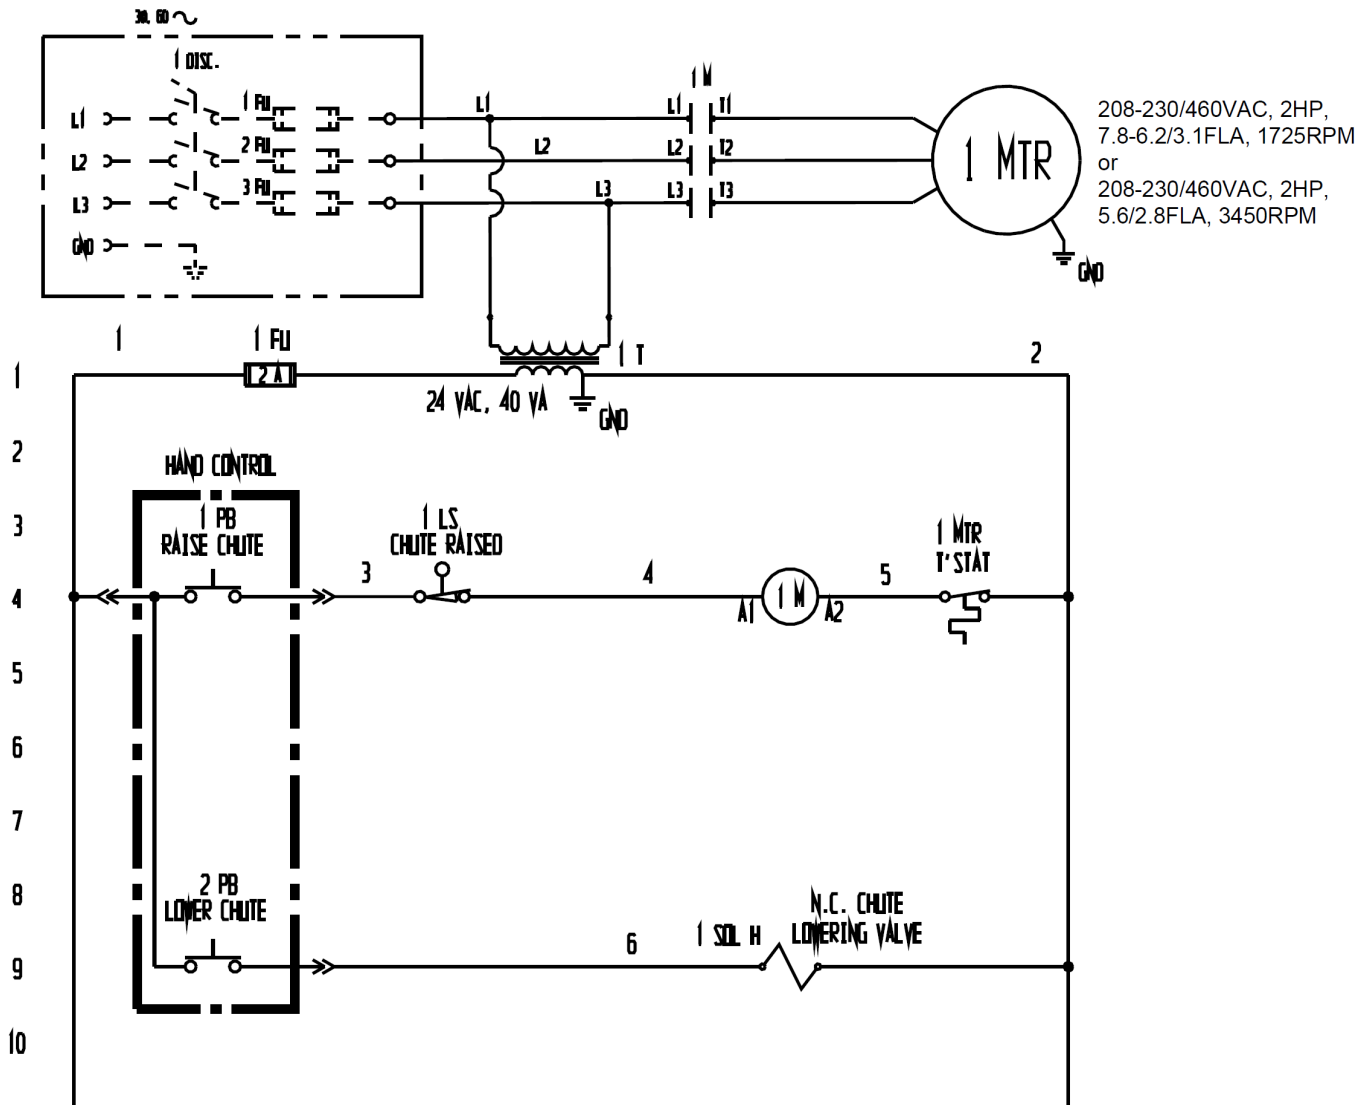 3Ø, 60
1 DISC.
L1
1 FU
L1
1 M
L1
T1
208-230/460VAC, 2HP,
7.8-6.2/3.1FLA, 1725RPM
or
208-230/460VAC, 2HP,
5.6/2.8FLA, 3450RPM
L2
2 FU
L2
L2
T2
1 MTR
L3
3 FU
L3
L3
T3
GND
GND
1
1 FU
1 T
2
1
2 A
24 VAC, 40 VA
GND
2
HAND CONTROL
3
1 PB
RAISE CHUTE
1 LS
CHUTE RAISED
1 MTR
T'STAT
4
3
4
A1
1 M
A2
5
5
6
7
8
2 PB
LOWER CHUTE
N.C. CHUTE
LOWERING VALVE
1 SOL H
6
9
10